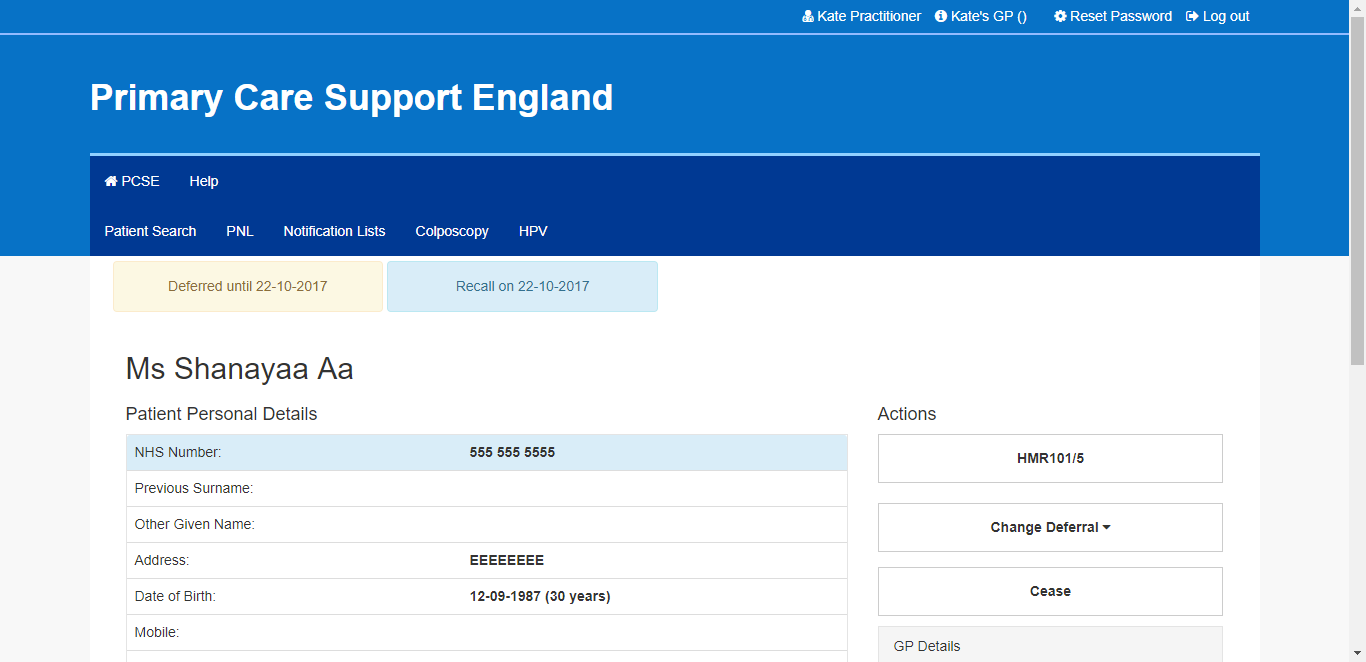 Kate Practitioner Kate's GP () Reset Password Log out
Primary Care Support England
PCSE Help
Patient Search PNL Notification Lists Colposcopy HPV
Deferred until 22-10-2017 Recall on 22-10-2017
Ms Shanayaa Aa
Patient Personal Details
NHS Number: 555 555 5555
Previous Surname:
Other Given Name:
Address: EEEEEEEE
Date of Birth: 12-09-1987 (30 years)
Mobile:
Actions
HMR101/5
Change Deferral
Cease
GP Details